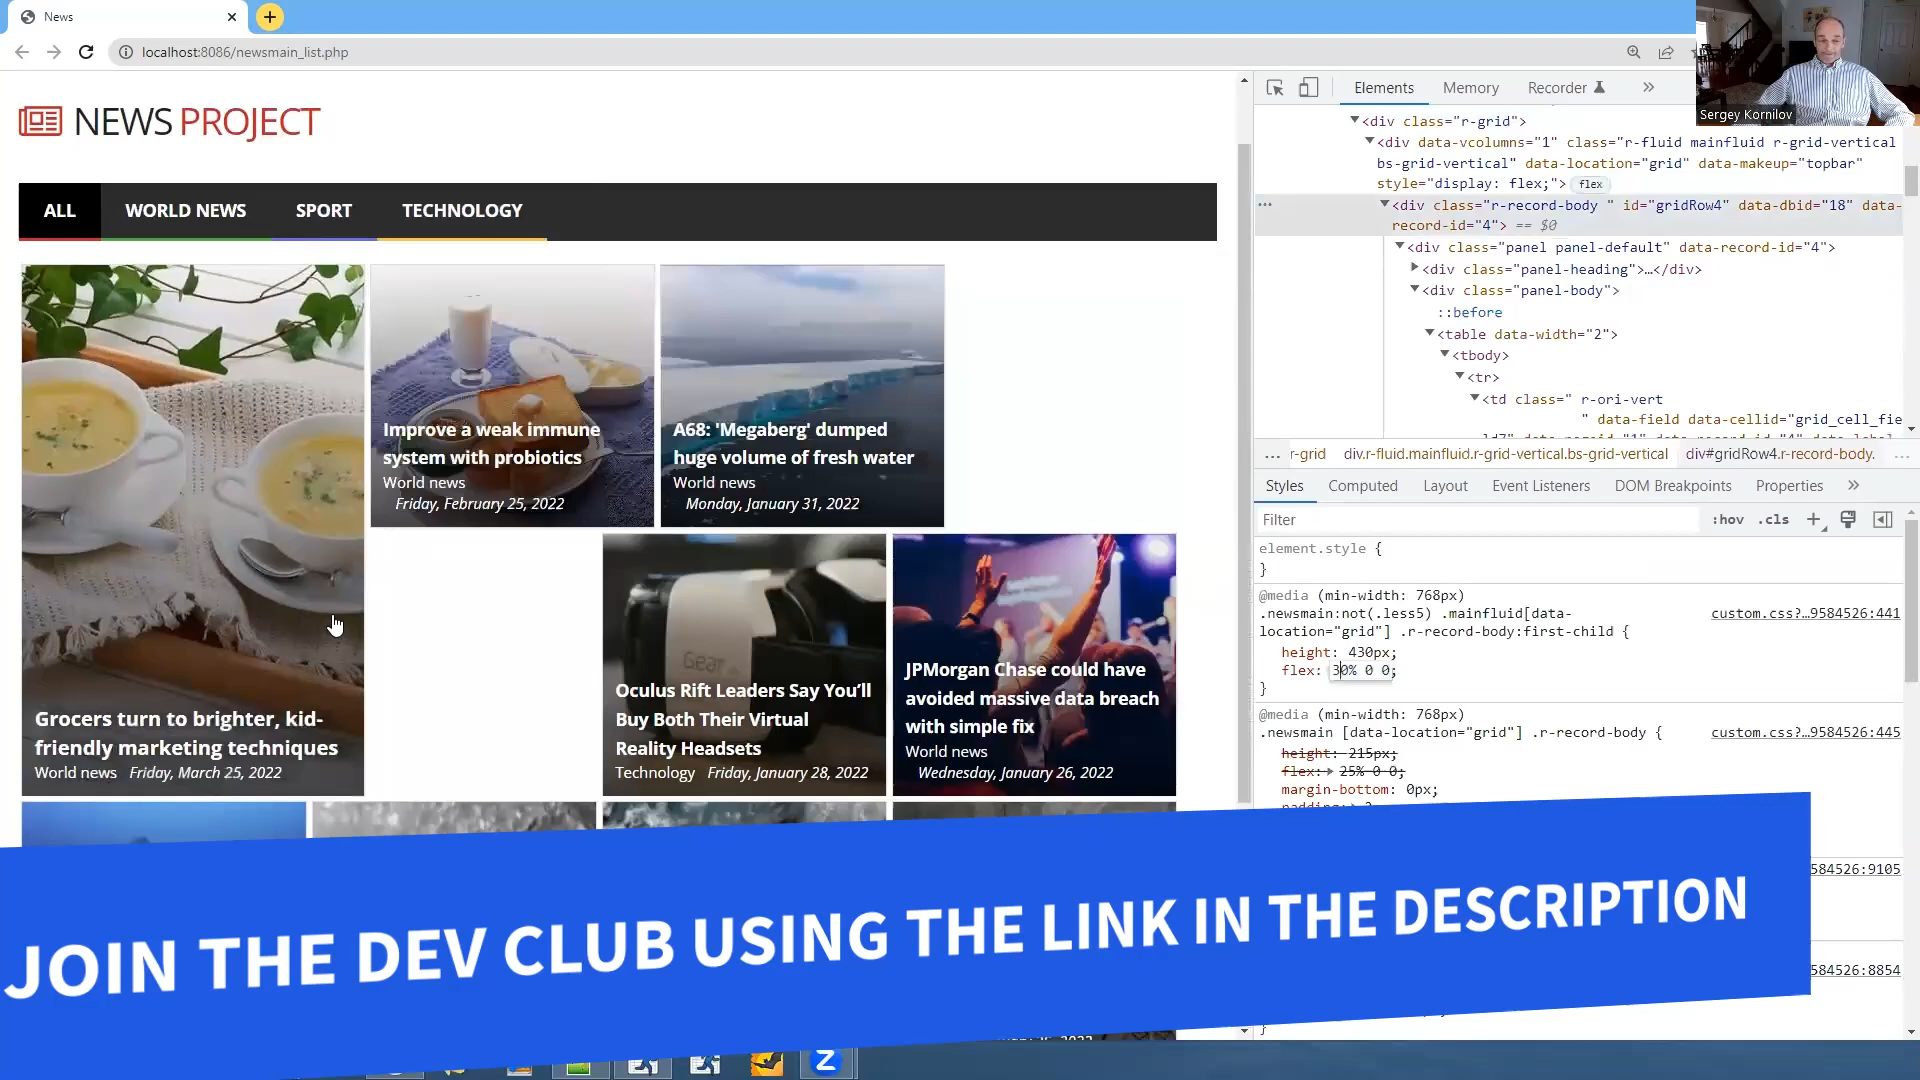 News
localhost:8086/newsmain_list.php
Sergey Kornilov
NEWS PROJECT
ALL WORLD NEWS SPORT TECHNOLOGY
Improve a weak immune
system with probiotics
World news
Friday, February 25, 2022
A68: 'Megaberg' dumped
huge volume of fresh water
World news
Monday, January 31, 2022
Grocers turn to brighter, kid-
friendly marketing techniques
World news Friday, March 25, 2022
Gear
Oculus Rift Leaders Say You'll
Buy Both Their Virtual
Reality Headsets
Technology Friday, January 28, 2022
JPMorgan Chase could have
avoided massive data breach
with simple fix
World news
Wednesday, January 26, 2022
Elements Memory Recorder
<div class="r-grid">
<div data-vcolumns="1" class="r-fluid mainfluid r-grid-vertical
bs-grid-vertical" data-location="grid" data-makeup="topbar"
style="display: flex;"> flex
<div class="r-record-body " id="gridRow4" data-dbid="18" data-
record-id="4"> == $0
<div class="panel panel-default" data-record-id="4">
<div class="panel-heading">…</div>
<div class="panel-body">
::before
<table data-width="2">
<tbody>
<tr>
<td class=" r-ori-vert
" data-field data-cellid="grid_cell_fie
... r-grid div.r-fluid.mainfluid.r-grid-vertical.bs-grid-vertical div#gridRow4.r-record-body. ...
Styles Computed Layout Event Listeners DOM Breakpoints Properties
Filter :hov .cls
element.style {
}
@media (min-width: 768px)
.newsmain:not(.less5) .mainfluid[data- custom.css?…9584526:441
location="grid"] .r-record-body:first-child {
height: 430px;
flex: 30% 0 0;
}
@media (min-width: 768px)
.newsmain [data-location="grid"] .r-record-body { custom.css?…9584526:445
height: 215px;
flex: 25% 0 0;
margin-bottom: 0px;
584526:9105
584526:8854
}
JOIN THE DEV CLUB USING THE LINK IN THE DESCRIPTION